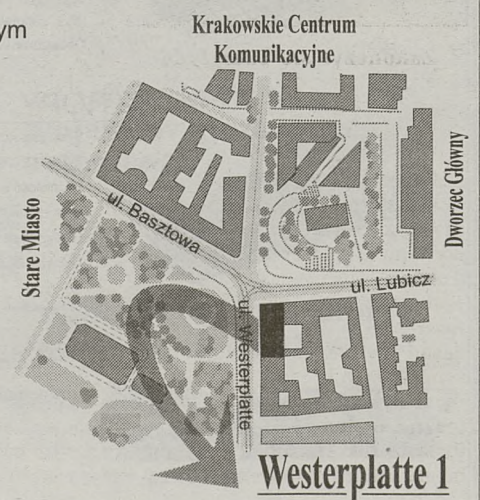 ym
Krakowskie Centrum
Komunikacyjne
Dworzec Główny
Stare Miasto
ul. Basztowa
ul. Lubicz
ul. Westerplatte
Westerplatte 1